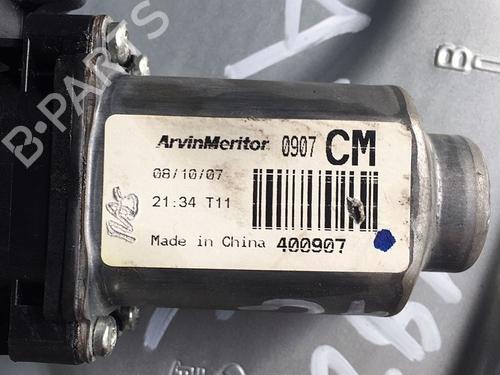 B-PARTS
ArvinMeritor 0907 CM
08/10/07
21:34 T11
Made in China 400907